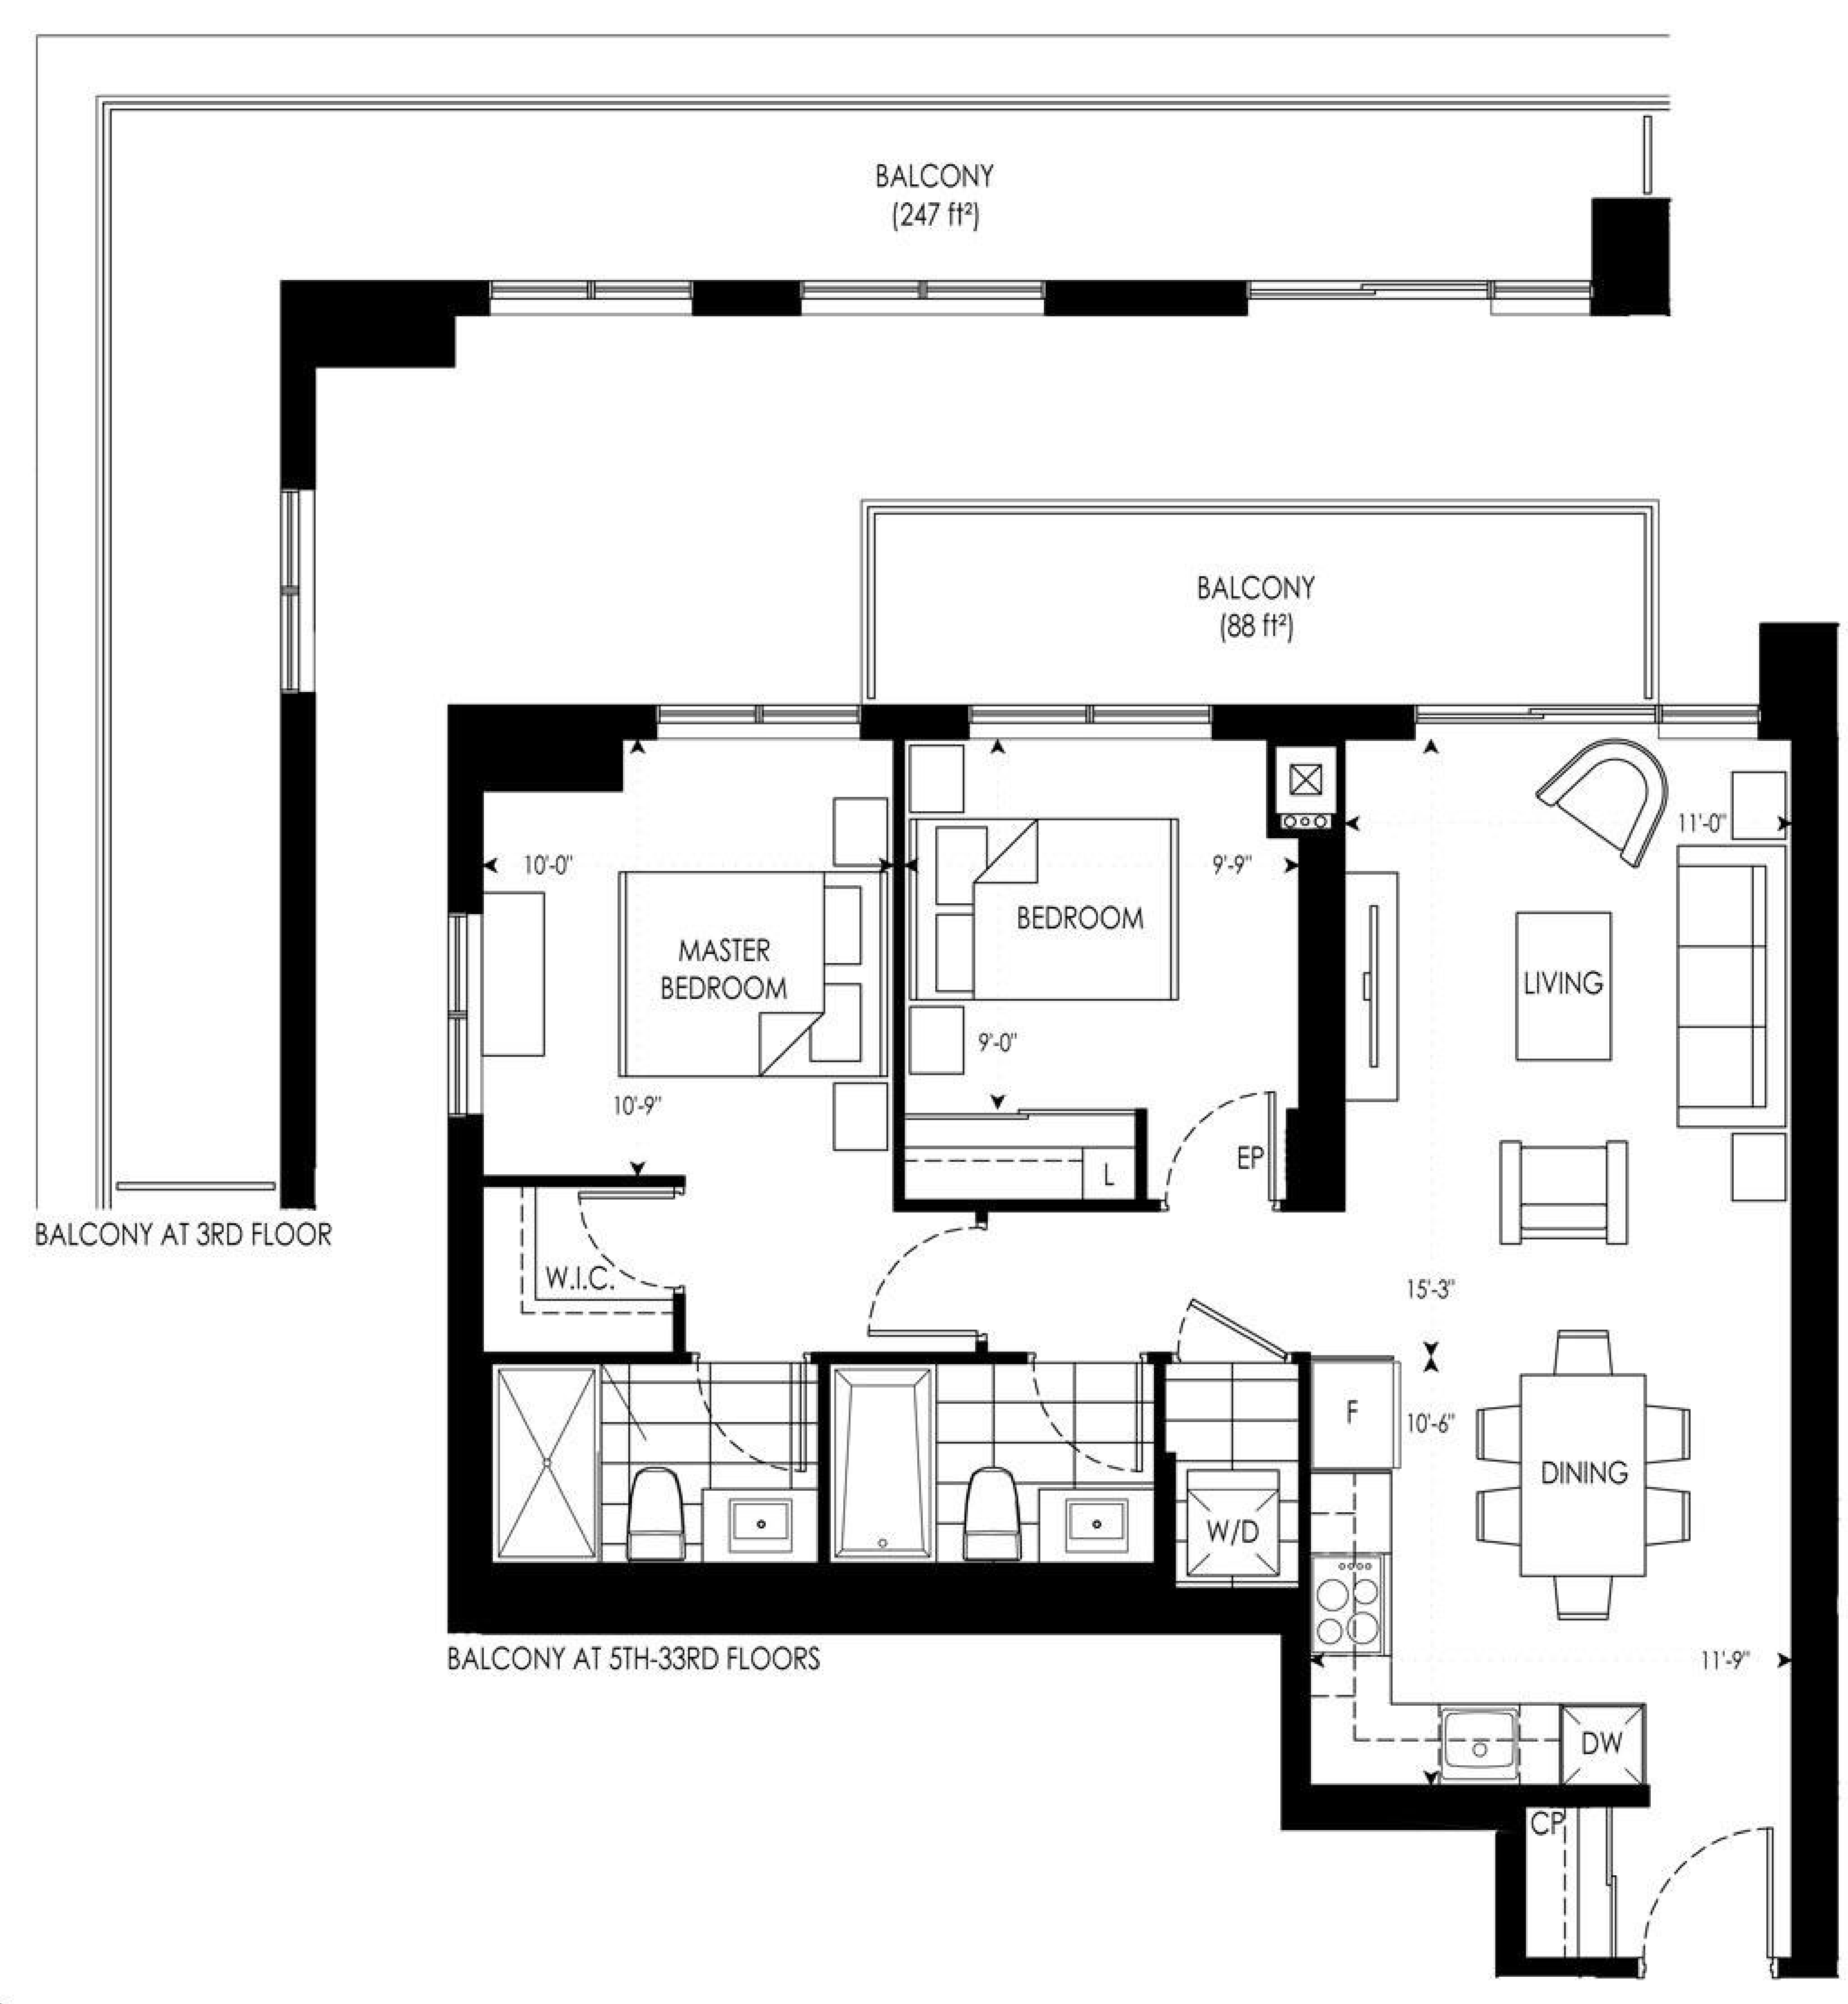 BALCONY
(247 ft²)
BALCONY
(88 ft²)
11'-0"
10'-0"
9'-9"
BEDROOM
MASTER
BEDROOM
LIVING
9'-0"
10'-9"
EP
L
BALCONY AT 3RD FLOOR
W.I.C.
15'-3"
F
10'-6"
DINING
W/D
BALCONY AT 5TH-33RD FLOORS
11'-9"
DW
CP